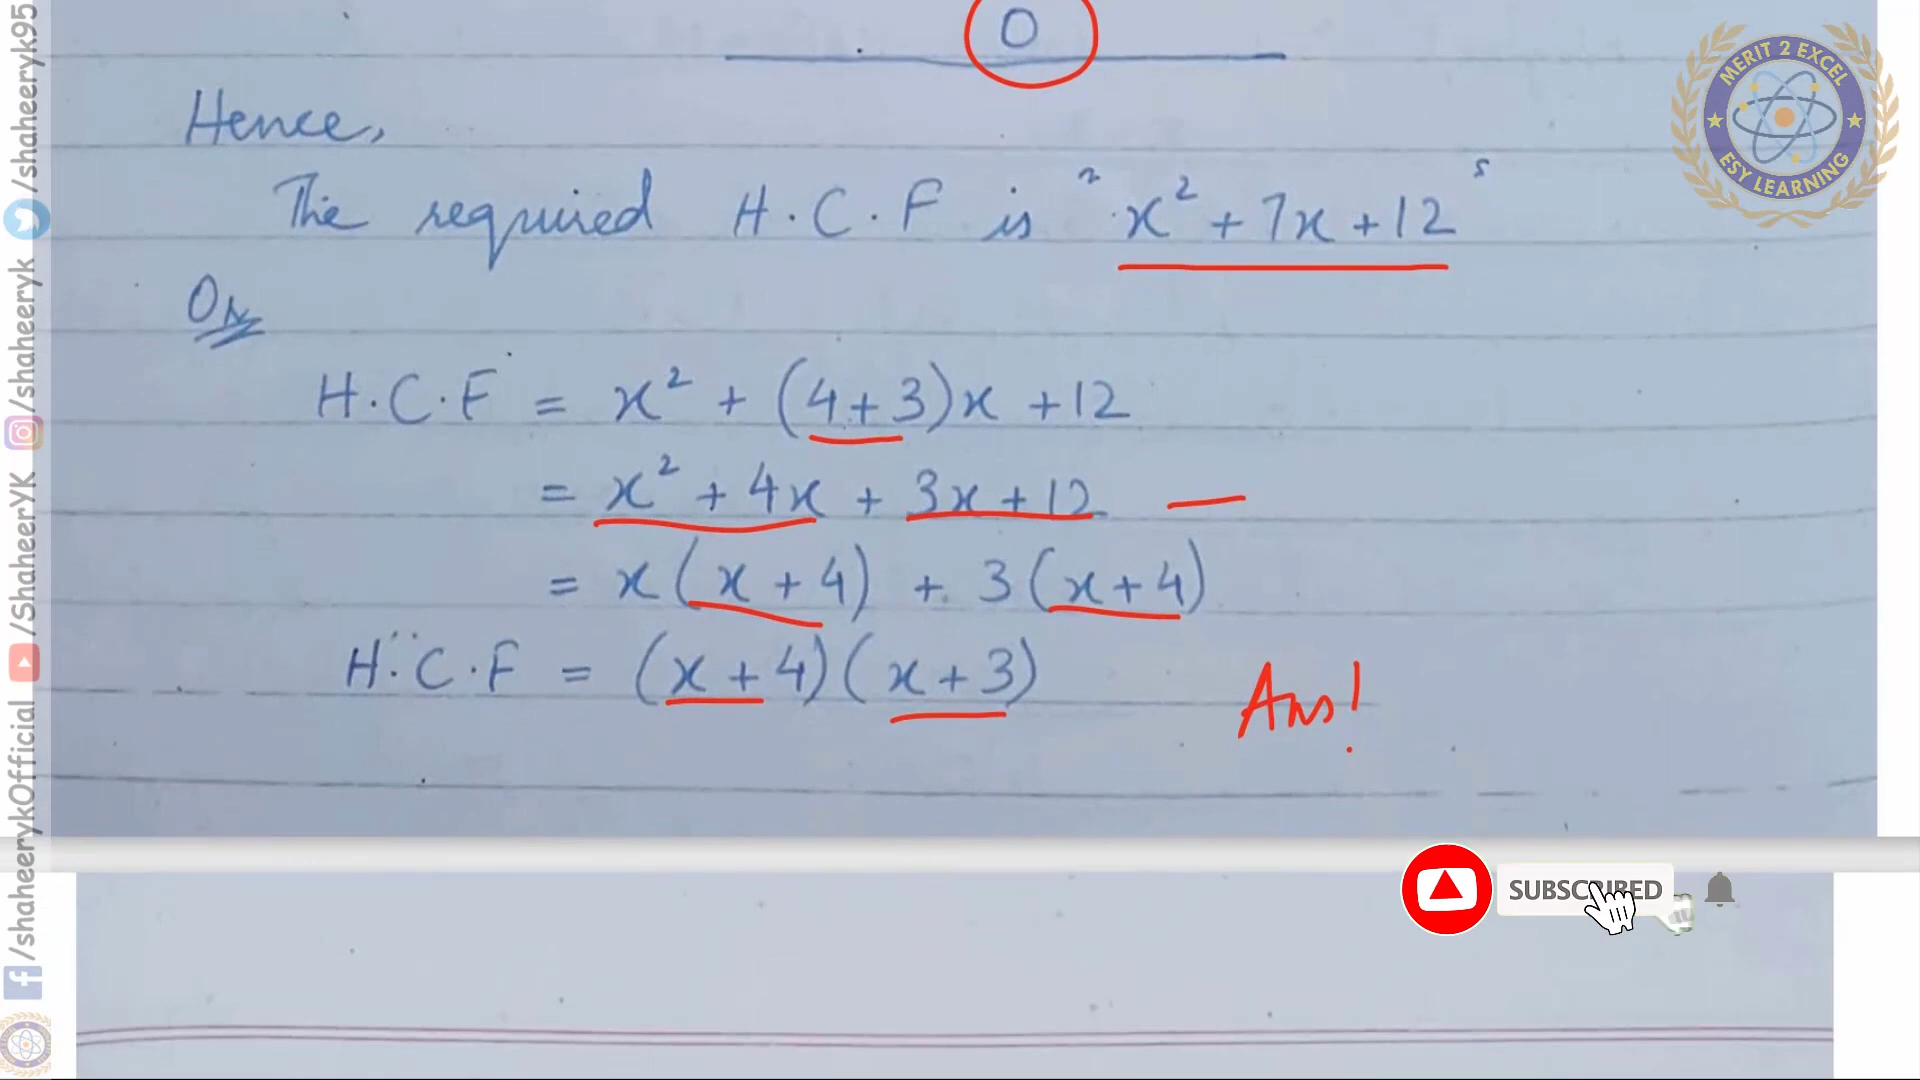 0
Hence,
The required H.C.F is "x² + 7x + 12"
Or
H.C.F = x² + (4+3)x + 12
= x² + 4x + 3x + 12
= x(x + 4) + 3(x+4)
H.C.F = (x + 4)(x + 3)
Ans!
MERIT 2 EXCEL
ESY LEARNING
SUBSCRIBED
/shaheeryk95
/shaheeryk
/ShaheerYK
/shaheerykOfficial